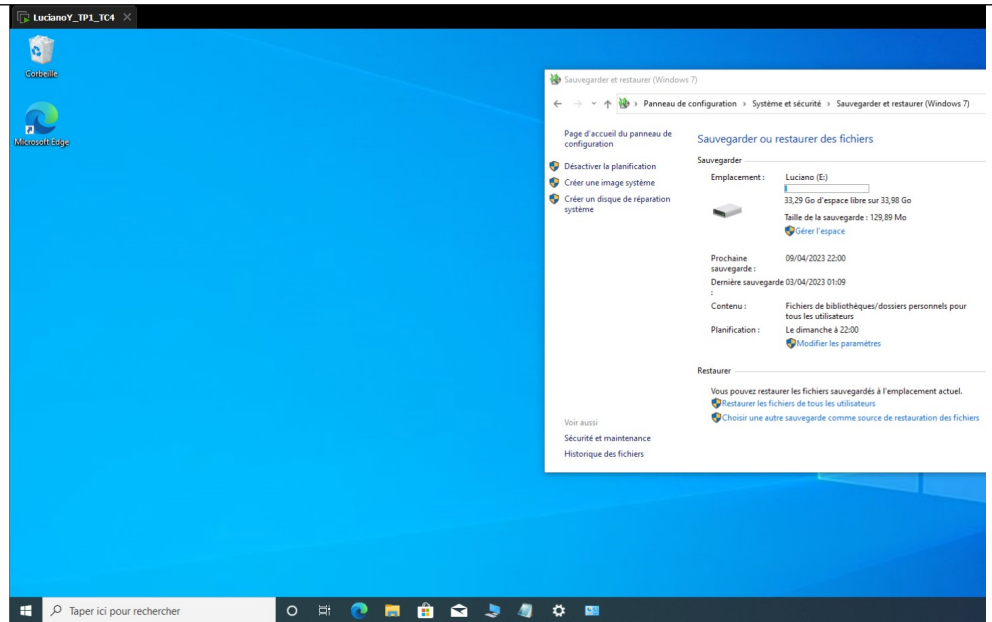 LucianoY_TP1_TC4
Corbeille
Microsoft Edge
Sauvegarder et restaurer (Windows 7)
Panneau de configuration > Système et sécurité > Sauvegarder et restaurer (Windows 7)
Page d'accueil du panneau de
configuration
Désactiver la planification
Créer une image système
Créer un disque de réparation
système
Voir aussi
Sécurité et maintenance
Historique des fichiers
Sauvegarder ou restaurer des fichiers
Sauvegarder
Emplacement : Luciano (E:)
33,29 Go d'espace libre sur 33,98 Go
Taille de la sauvegarde : 129,89 Mo
Gérer l'espace
Prochaine 09/04/2023 22:00
sauvegarde :
Dernière sauvegarde 03/04/2023 01:09
:
Contenu : Fichiers de bibliothèques/dossiers personnels pour
tous les utilisateurs
Planification : Le dimanche à 22:00
Modifier les paramètres
Restaurer
Vous pouvez restaurer les fichiers sauvegardés à l'emplacement actuel.
Restaurer les fichiers de tous les utilisateurs
Choisir une autre sauvegarde comme source de restauration des fichiers
Taper ici pour rechercher